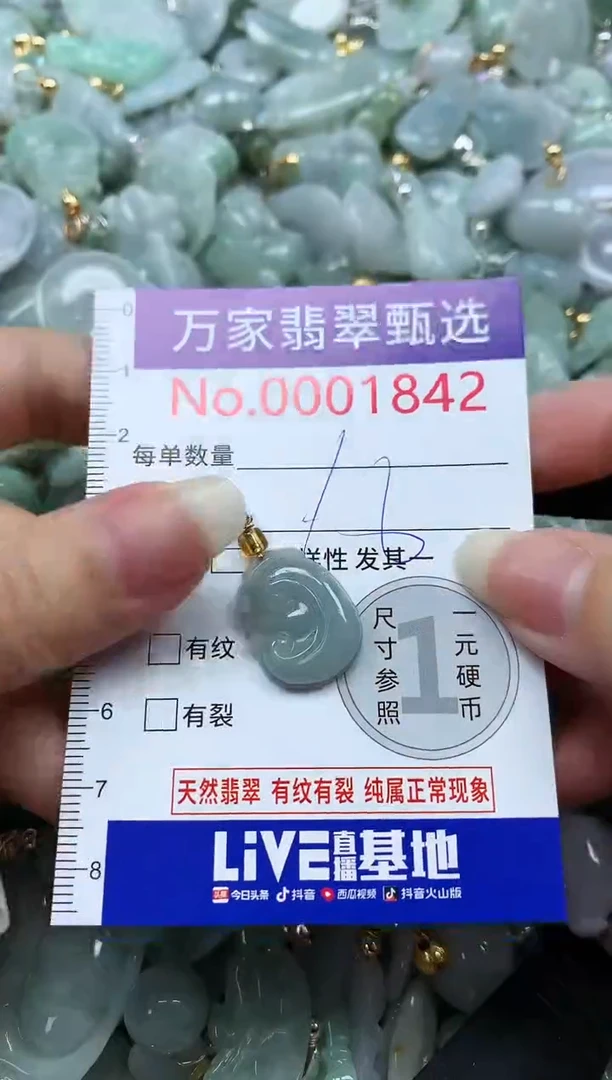 0
1
万家翡翠甄选
No.0001842
2
每单数量
样性 发其一
有纹
尺寸参照
1
一元硬币
6
有裂
7
天然翡翠 有纹有裂 纯属正常现象
8
LiVE直播基地
头条 今日头条 抖音 西瓜视频 抖音火山版